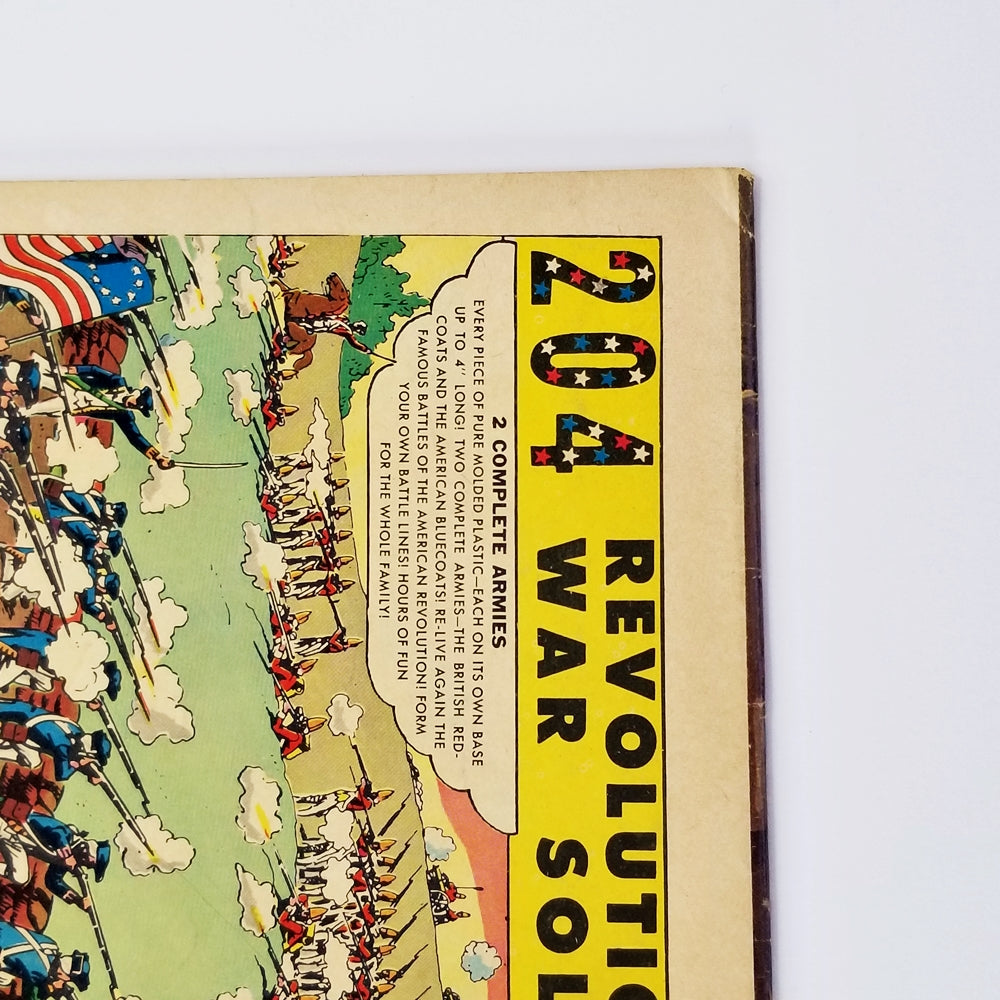 204 REVOLUTIO
WAR SOL
2 COMPLETE ARMIES
EVERY PIECE OF PURE MOLDED PLASTIC—EACH ON ITS OWN BASE
UP TO 4" LONG! TWO COMPLETE ARMIES—THE BRITISH RED-
COATS AND THE AMERICAN BLUECOATS! RE-LIVE AGAIN THE
FAMOUS BATTLES OF THE AMERICAN REVOLUTION! FORM
YOUR OWN BATTLE LINES! HOURS OF FUN
FOR THE WHOLE FAMILY!